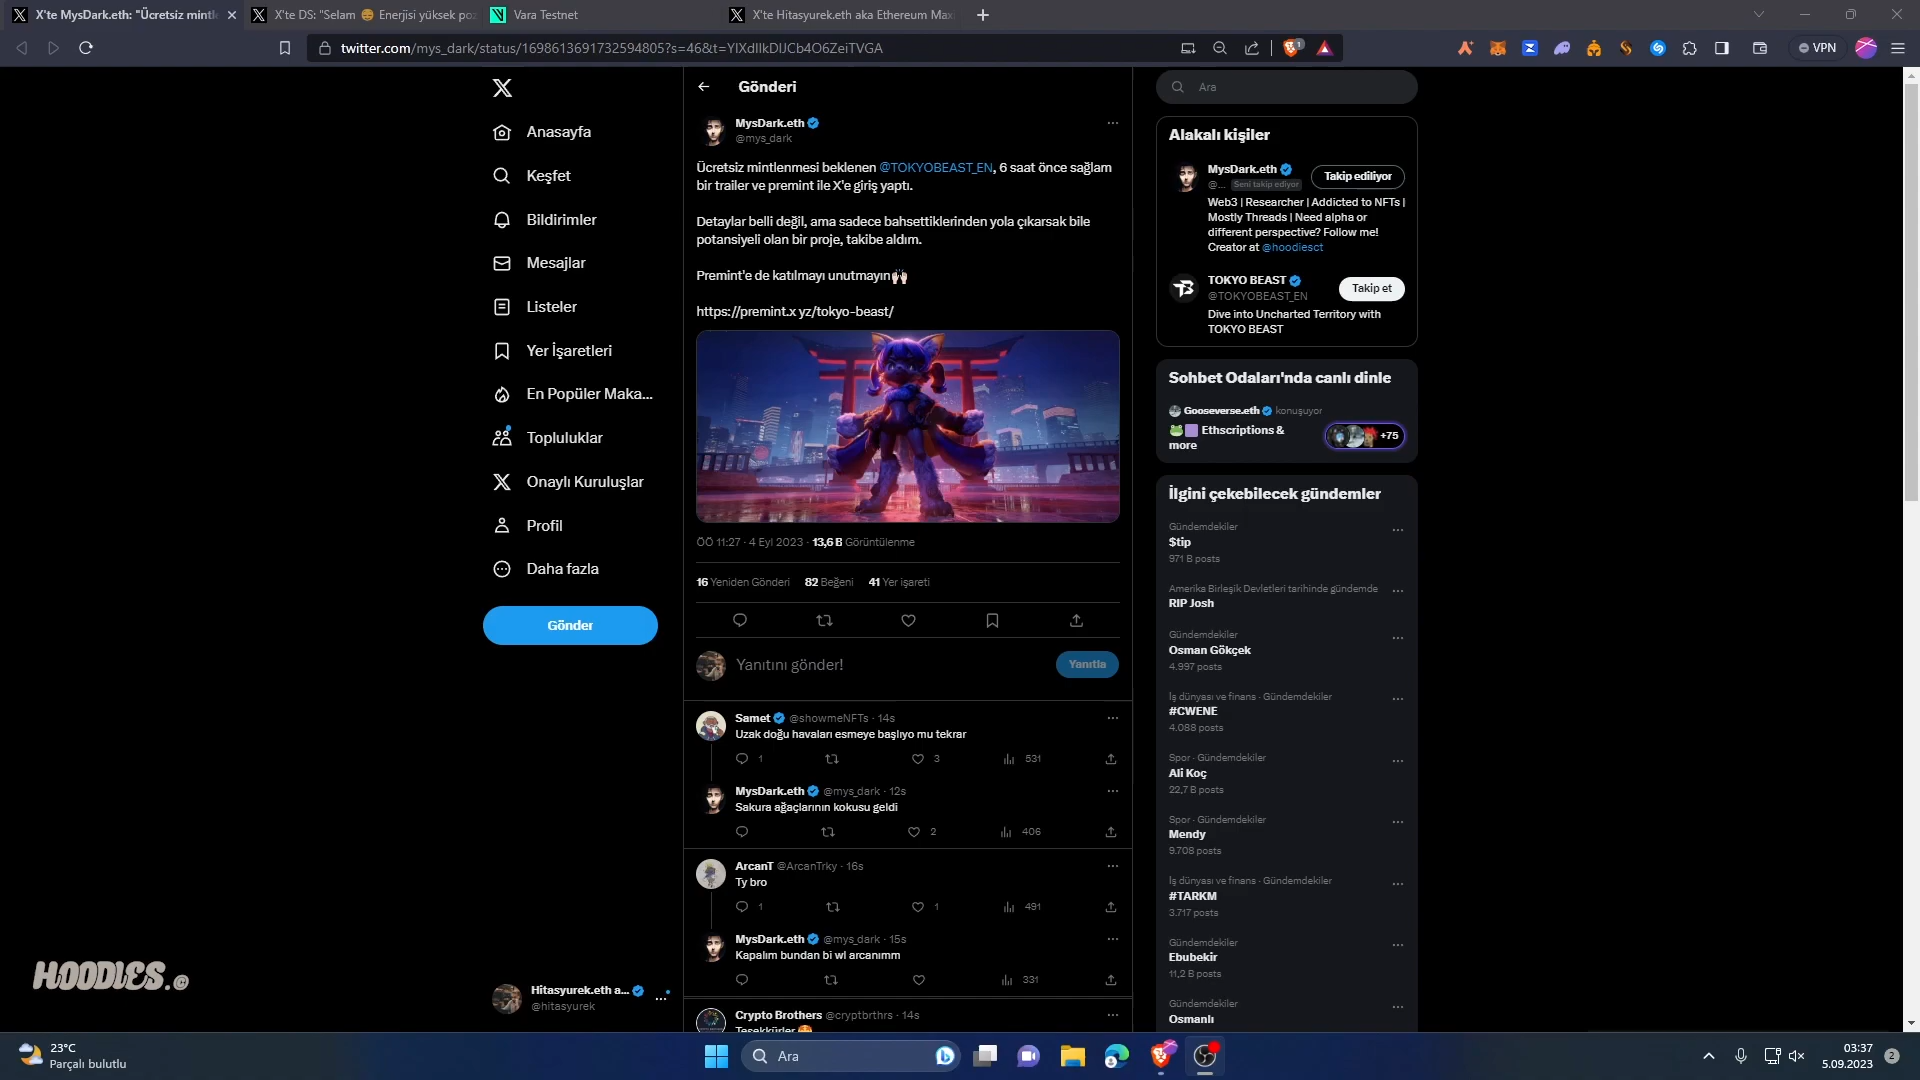 X'te MysDark.eth: "Ücretsiz mintle
X'te DS: "Selam 😊 Enerjisi yüksek poz
Vara Testnet
X'te Hitasyurek.eth aka Ethereum Maxi
twitter.com/mys_dark/status/1698613691732594805?s=46&t=YlXdlIkDlJCb4O6ZeiTVGA
VPN
Gönderi
Ara
Anasayfa
Keşfet
Bildirimler
Mesajlar
Listeler
Yer İşaretleri
En Popüler Maka...
Topluluklar
Onaylı Kuruluşlar
Profil
Daha fazla
Gönder
Hitasyurek.eth a...
@hitasyurek
MysDark.eth
@mys_dark
Ücretsiz mintlenmesi beklenen @TOKYOBEAST_EN, 6 saat önce sağlam
bir trailer ve premint ile X'e giriş yaptı.
Detaylar belli değil, ama sadece bahsettiklerinden yola çıkarsak bile
potansiyeli olan bir proje, takibe aldım.
Premint'e de katılmayı unutmayın🙌🏻
https://premint.x yz/tokyo-beast/
ÖÖ 11:27 · 4 Eyl 2023 · 13,6 B Görüntülenme
16 Yeniden Gönderi 82 Beğeni 41 Yer işareti
Yanıtını gönder!
Yanıtla
Samet @showmeNFTs · 14s
Uzak doğu havaları esmeye başlıyo mu tekrar
1 3 531
MysDark.eth @mys_dark · 12s
Sakura ağaçlarının kokusu geldi
2 406
ArcanT @ArcanTrky · 16s
Ty bro
1 1 491
MysDark.eth @mys_dark · 15s
Kapalım bundan bi wl arcanımm
331
Crypto Brothers @cryptbrthrs · 14s
Teşekkürler 🤩
Alakalı kişiler
MysDark.eth
@... Seni takip ediyor
Takip ediliyor
Web3 | Researcher | Addicted to NFTs |
Mostly Threads | Need alpha or
different perspective? Follow me!
Creator at @hoodiesct
TOKYO BEAST
@TOKYOBEAST_EN
Takip et
Dive into Uncharted Territory with
TOKYO BEAST
Sohbet Odaları'nda canlı dinle
Gooseverse.eth konuşuyor
🐸🟪 Ethscriptions &
more
+75
İlgini çekebilecek gündemler
Gündemdekiler
$tip
971 B posts
Amerika Birleşik Devletleri tarihinde gündemde
RIP Josh
Gündemdekiler
Osman Gökçek
4.997 posts
İş dünyası ve finans · Gündemdekiler
#CWENE
4.088 posts
Spor · Gündemdekiler
Ali Koç
22,7 B posts
Spor · Gündemdekiler
Mendy
9.708 posts
İş dünyası ve finans · Gündemdekiler
#TARKM
3.717 posts
Gündemdekiler
Ebubekir
11,2 B posts
Gündemdekiler
Osmanlı
HOODIES.
23°C
Parçalı bulutlu
Ara
03:37
5.09.2023
2